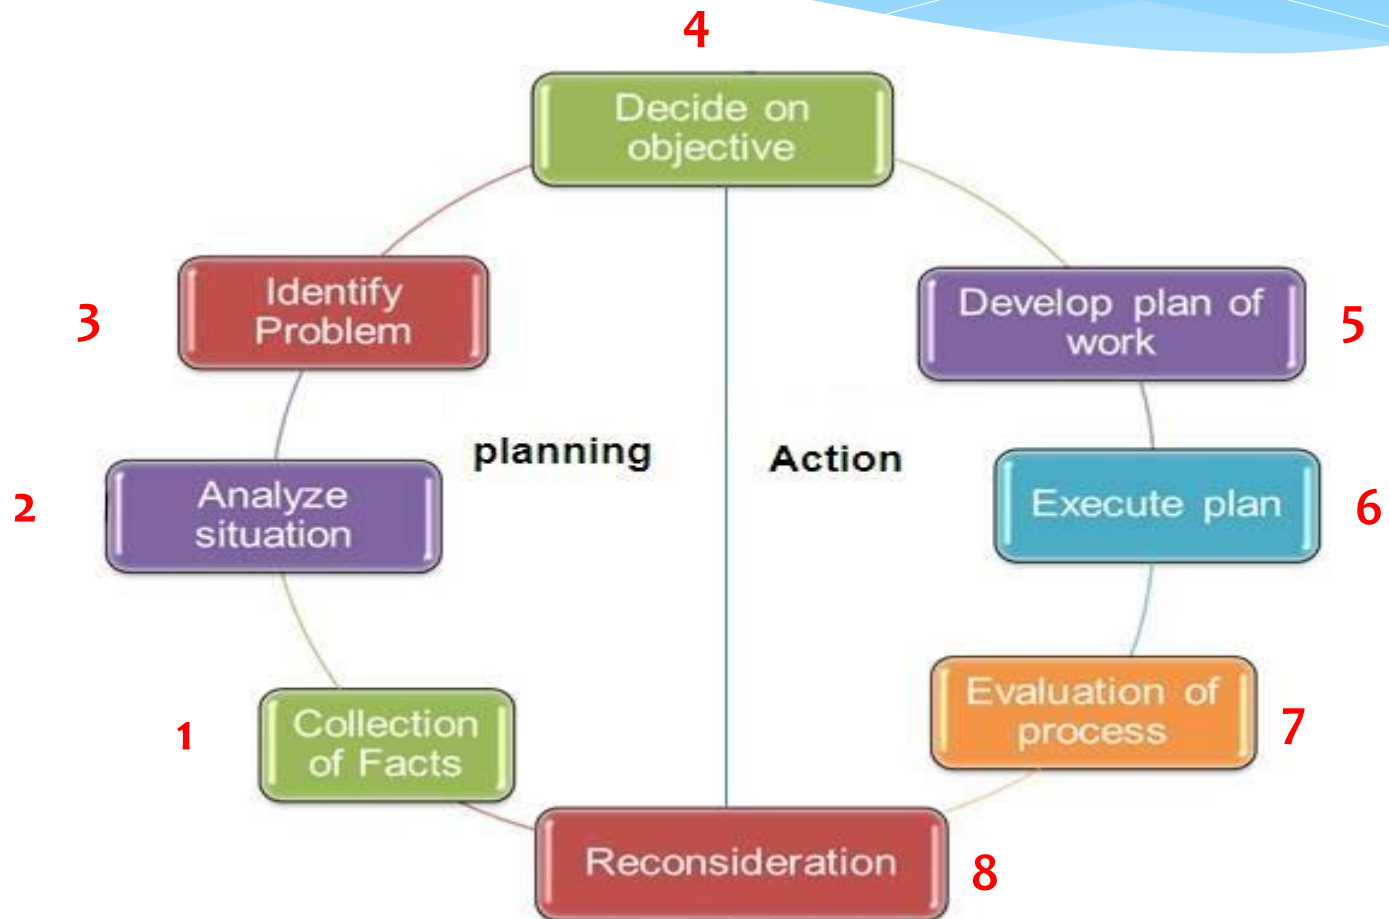 4
Decide on
objective
3
Identify
Problem
Develop plan of
work
5
planning
Action
2
Analyze
situation
Execute plan
6
1
Collection
of Facts
Evaluation of
process
7
Reconsideration
8